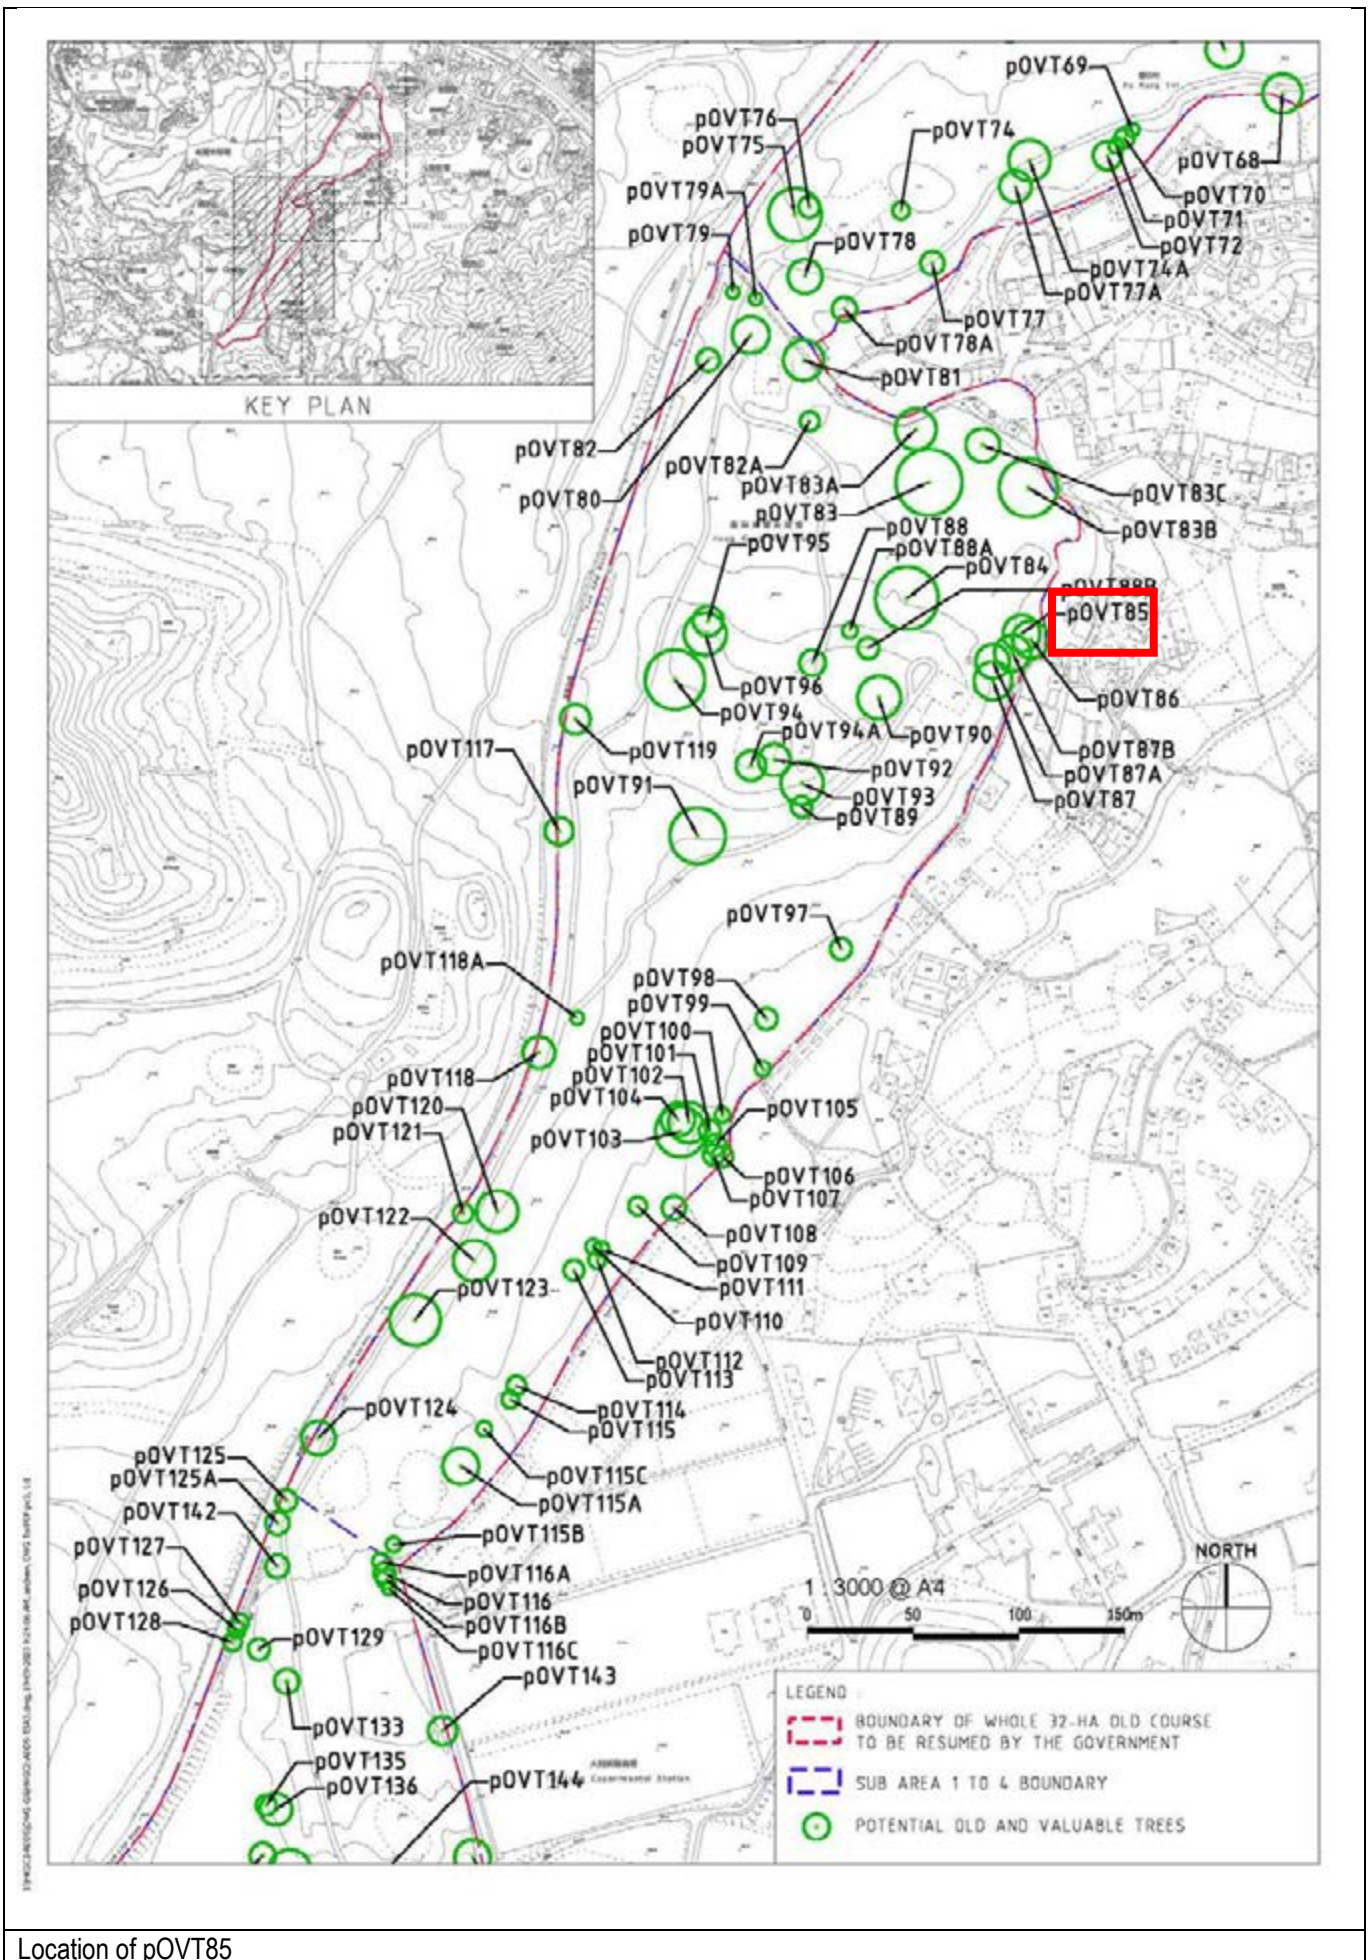 KEY PLAN
pOVT69
pOVT76
pOVT75
pOVT74
pOVT68
pOVT79A
pOVT70
pOVT71
pOVT79
pOVT78
pOVT72
pOVT74A
pOVT77A
pOVT77
pOVT78A
pOVT81
pOVT82
pOVT82A
pOVT80
pOVT83A
pOVT83C
pOVT83
pOVT83B
pOVT88
pOVT95
pOVT88A
pOVT84
pOVT88B
pOVT85
pOVT96
pOVT86
pOVT94
pOVT94A
pOVT90
pOVT119
pOVT117
pOVT87B
pOVT92
pOVT87A
pOVT91
pOVT93
pOVT87
pOVT89
pOVT97
pOVT118A
pOVT98
pOVT99
pOVT100
pOVT101
pOVT102
pOVT118
pOVT104
pOVT120
pOVT105
pOVT121
pOVT103
pOVT106
pOVT107
pOVT122
pOVT108
pOVT109
pOVT123
pOVT111
pOVT110
pOVT112
pOVT113
pOVT124
pOVT114
pOVT115
pOVT125
pOVT125A
pOVT115C
pOVT115A
pOVT142
pOVT115B
pOVT127
pOVT116A
pOVT126
pOVT116
pOVT128
pOVT116B
pOVT129
pOVT116C
pOVT143
pOVT133
pOVT135
pOVT136
pOVT144
Experimental Station
NORTH
1 : 3000 @ A4
0 50 100 150m
LEGEND :
BOUNDARY OF WHOLE 32-HA OLD COURSE
TO BE RESUMED BY THE GOVERNMENT
SUB AREA 1 TO 4 BOUNDARY
POTENTIAL OLD AND VALUABLE TREES
Location of pOVT85